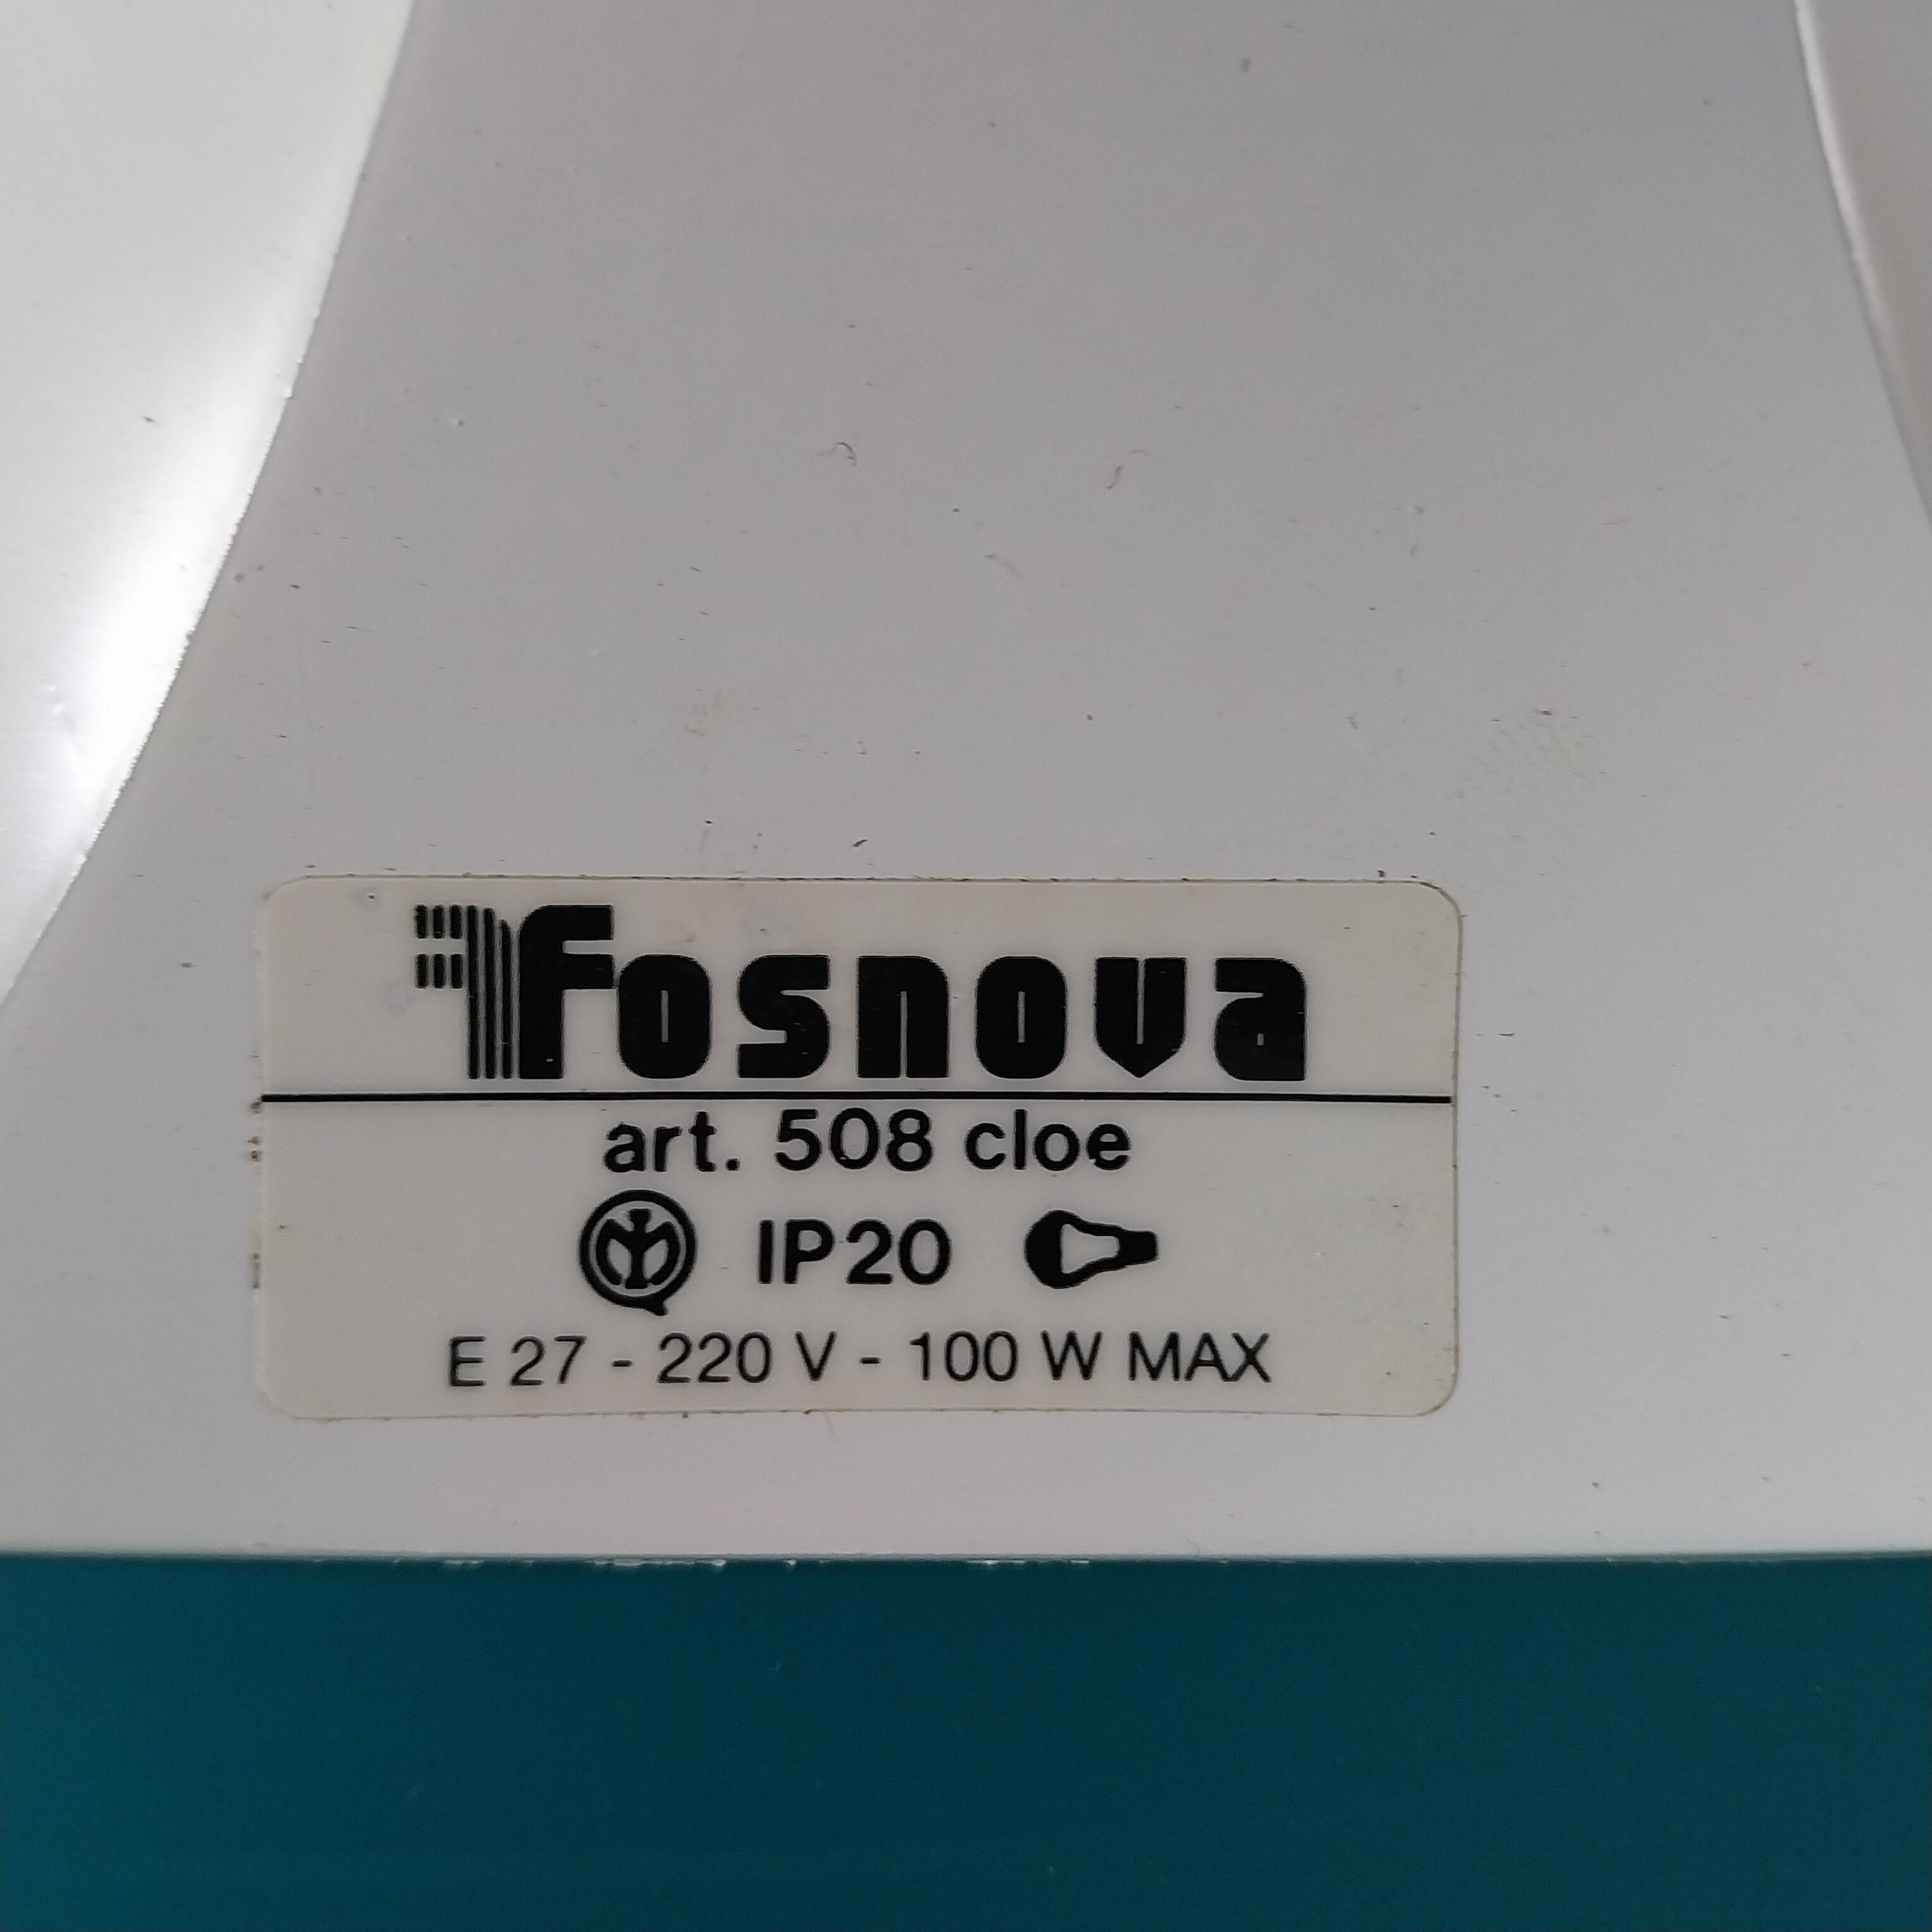 fosnova
art. 508 cloe
IP20
E 27 - 220 V - 100 W MAX